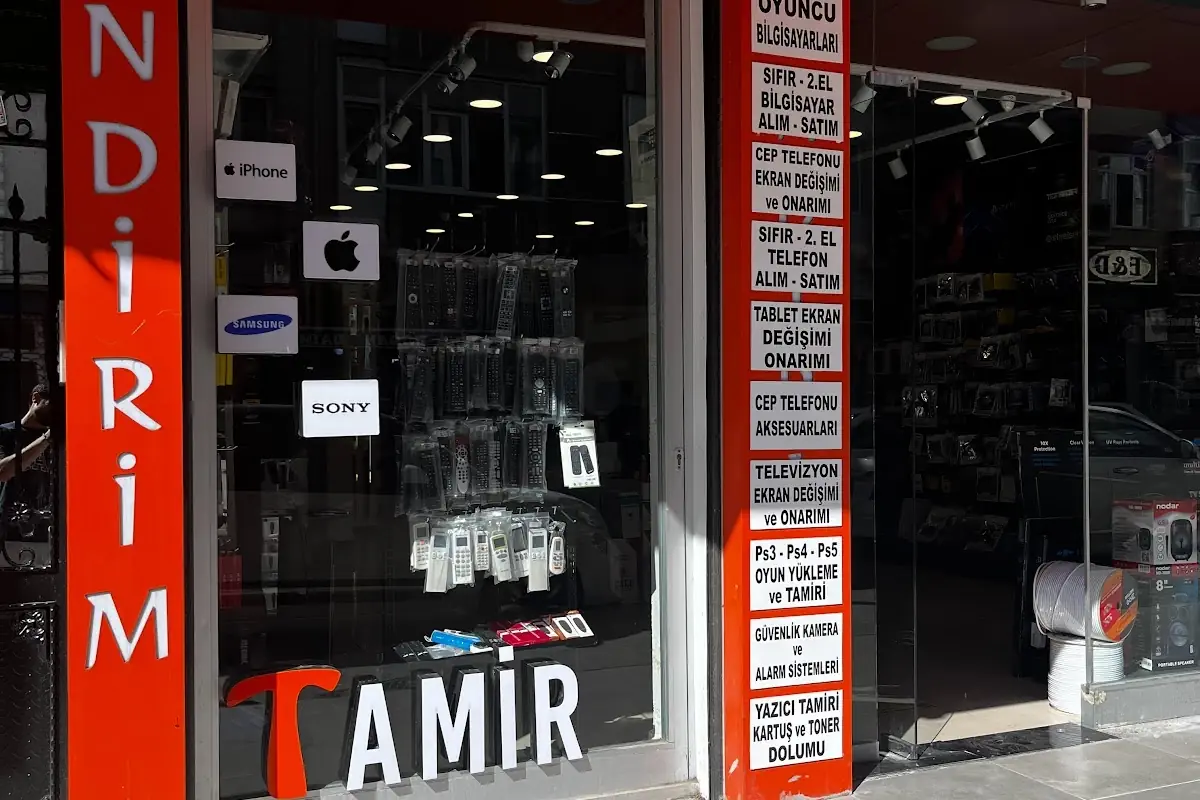 NDİRİM
iPhone
SAMSUNG
SONY
TAMİR
OYUNCU
BİLGİSAYARLARI
SIFIR - 2.EL
BİLGİSAYAR
ALIM - SATIM
CEP TELEFONU
EKRAN DEĞİŞİMİ
ve ONARIMI
SIFIR - 2. EL
TELEFON
ALIM - SATIM
TABLET EKRAN
DEĞİŞİMİ
ONARIMI
CEP TELEFONU
AKSESUARLARI
TELEVİZYON
EKRAN DEĞİŞİMİ
ve ONARIMI
Ps3 - Ps4 - Ps5
OYUN YÜKLEME
ve TAMİRİ
GÜVENLİK KAMERA
ve
ALARM SİSTEMLERİ
YAZICI TAMİRİ
KARTUŞ ve TONER
DOLUMU
E&D
nodar
PORTABLE SPEAKER